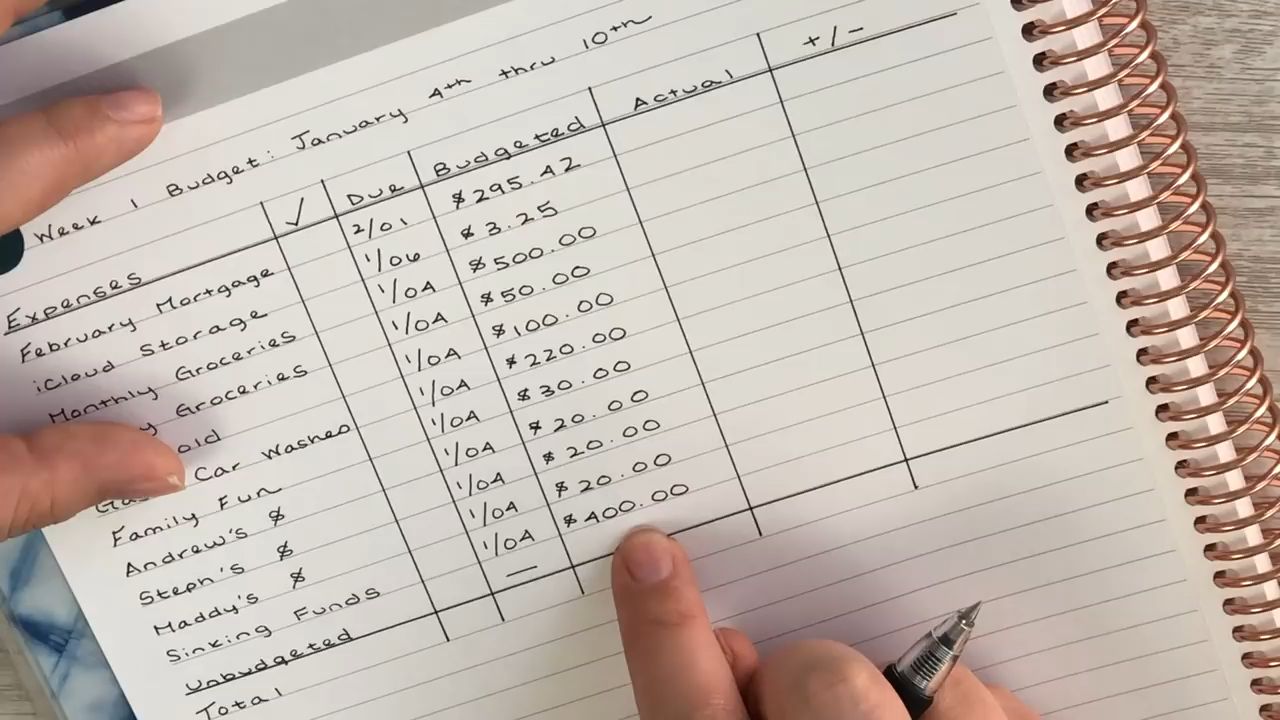 Week 1 Budget: January 4th thru 10th
Expenses ✓ Due Budgeted Actual +/-
February Mortgage 2/01 $295.42
iCloud Storage 1/06 $3.25
Monthly Groceries 1/04 $500.00
Groceries 1/04 $50.00
1/04 $100.00
Car Washes 1/04 $220.00
Family Fun 1/04 $30.00
Andrew's $ 1/04 $20.00
Steph's $ 1/04 $20.00
Maddy's $ 1/04 $20.00
Sinking Funds 1/04 $400.00
Unbudgeted —
Total